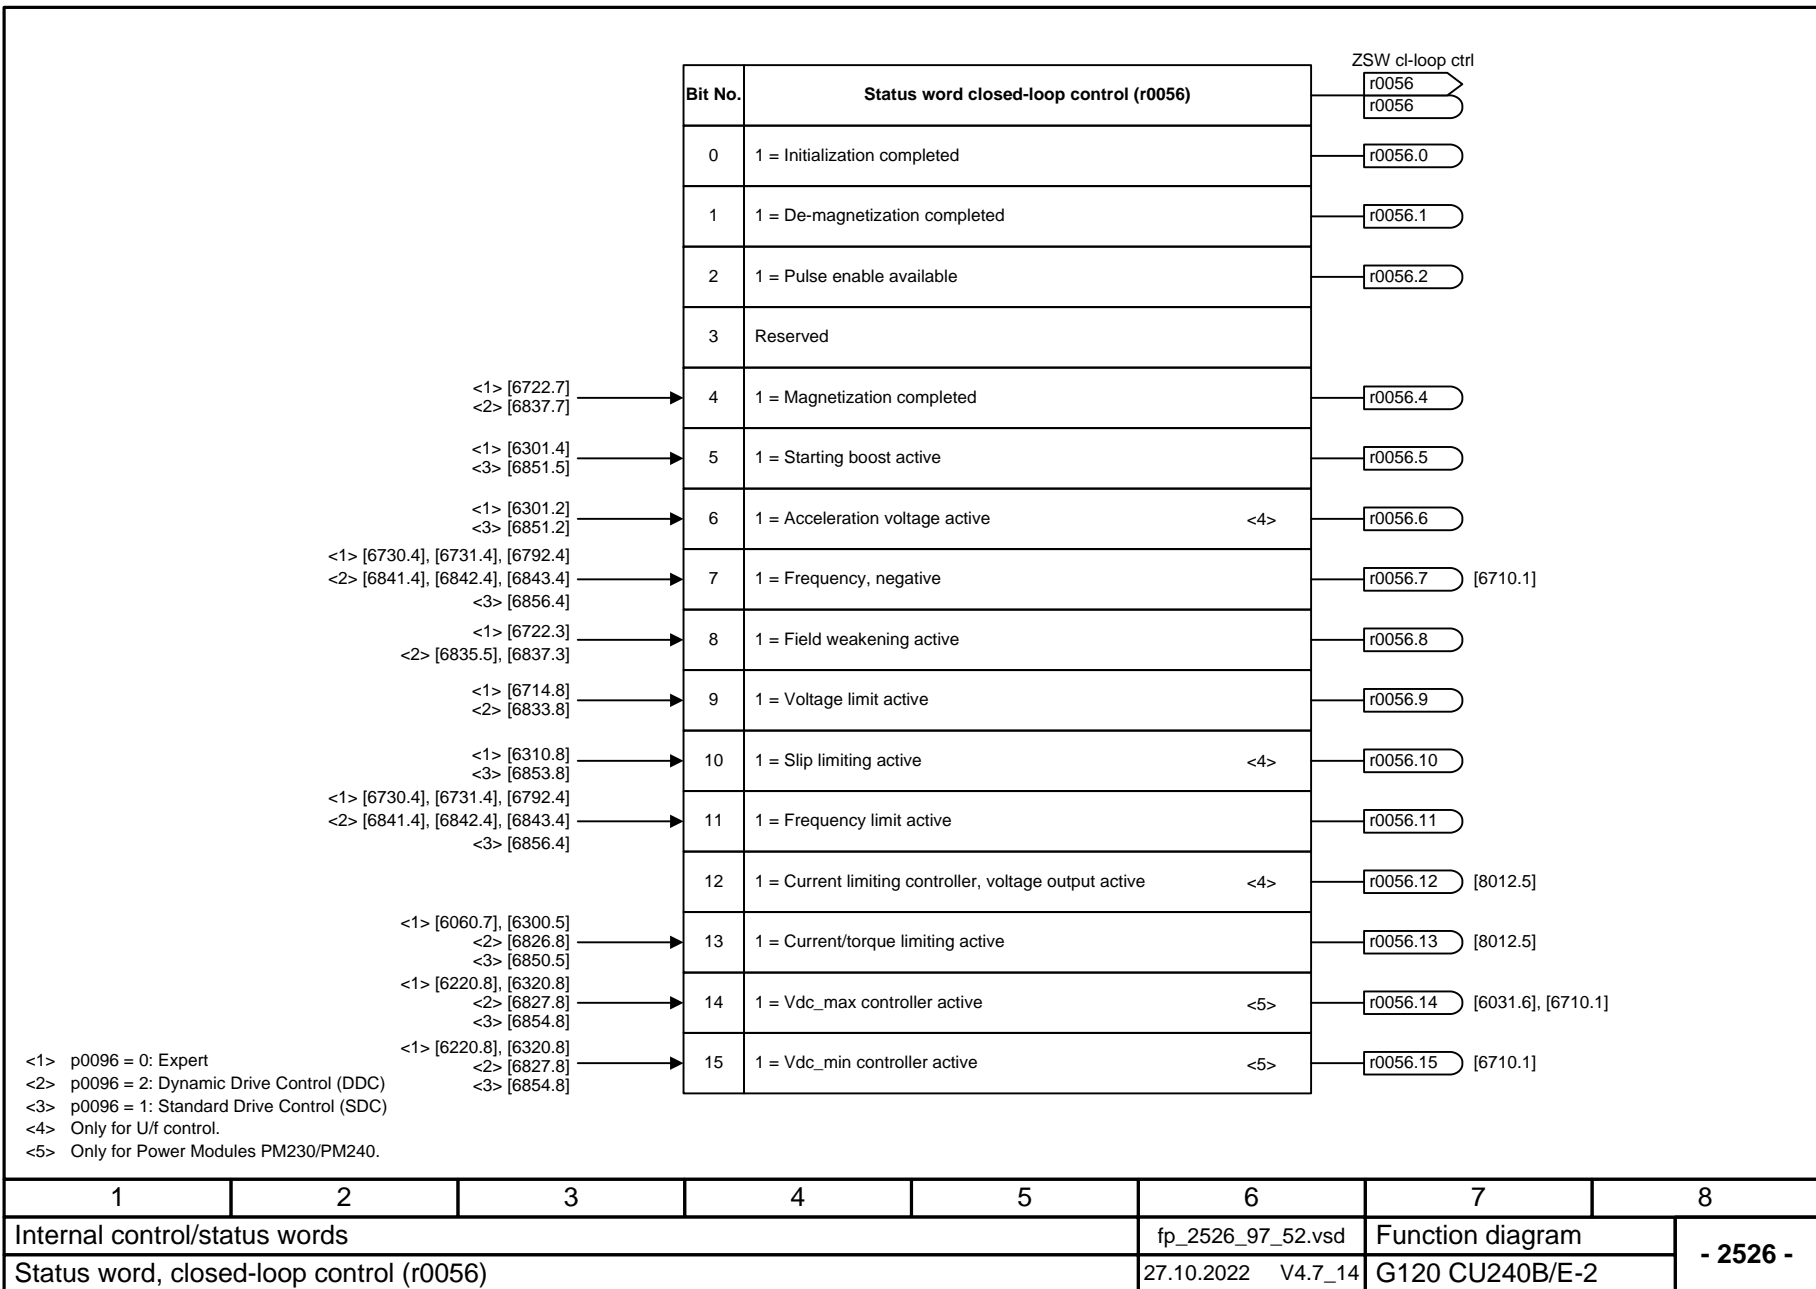 ZSW cl-loop ctrl
Bit No. Status word closed-loop control (r0056) r0056
r0056
0 1 = Initialization completed r0056.0
1 1 = De-magnetization completed r0056.1
2 1 = Pulse enable available r0056.2
3 Reserved
<1> [6722.7]
<2> [6837.7]
4 1 = Magnetization completed r0056.4
<1> [6301.4]
<3> [6851.5]
5 1 = Starting boost active r0056.5
<1> [6301.2]
<3> [6851.2]
6 1 = Acceleration voltage active <4> r0056.6
<1> [6730.4], [6731.4], [6792.4]
<2> [6841.4], [6842.4], [6843.4]
<3> [6856.4]
7 1 = Frequency, negative r0056.7 [6710.1]
<1> [6722.3]
<2> [6835.5], [6837.3]
8 1 = Field weakening active r0056.8
<1> [6714.8]
<2> [6833.8]
9 1 = Voltage limit active r0056.9
<1> [6310.8]
<3> [6853.8]
10 1 = Slip limiting active <4> r0056.10
<1> [6730.4], [6731.4], [6792.4]
<2> [6841.4], [6842.4], [6843.4]
<3> [6856.4]
11 1 = Frequency limit active r0056.11
12 1 = Current limiting controller, voltage output active <4> r0056.12 [8012.5]
<1> [6060.7], [6300.5]
<2> [6826.8]
<3> [6850.5]
13 1 = Current/torque limiting active r0056.13 [8012.5]
<1> [6220.8], [6320.8]
<2> [6827.8]
<3> [6854.8]
14 1 = Vdc_max controller active <5> r0056.14 [6031.6], [6710.1]
<1> [6220.8], [6320.8]
<2> [6827.8]
<3> [6854.8]
15 1 = Vdc_min controller active <5> r0056.15 [6710.1]
<1> p0096 = 0: Expert
<2> p0096 = 2: Dynamic Drive Control (DDC)
<3> p0096 = 1: Standard Drive Control (SDC)
<4> Only for U/f control.
<5> Only for Power Modules PM230/PM240.
1 2 3 4 5 6 7 8
Internal control/status words fp_2526_97_52.vsd Function diagram
- 2526 -
Status word, closed-loop control (r0056) 27.10.2022 V4.7_14 G120 CU240B/E-2